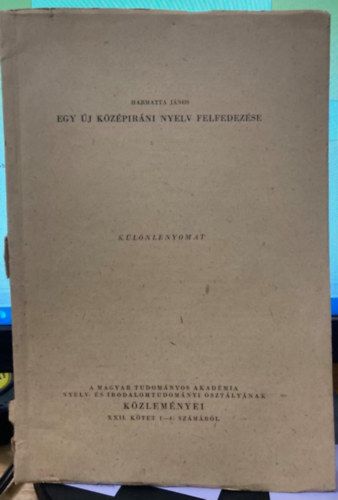 HARMATTA JÁNOS
EGY ÚJ KÖZÉPIRÁNI NYELV FELFEDEZÉSE
KÜLÖNLENYOMAT
A MAGYAR TUDOMÁNYOS AKADÉMIA
NYELV- ÉS IRODALOMTUDOMÁNYI OSZTÁLYÁNAK
KÖZLEMÉNYEI
XXII. KÖTET 1—4. SZÁMÁRÓL